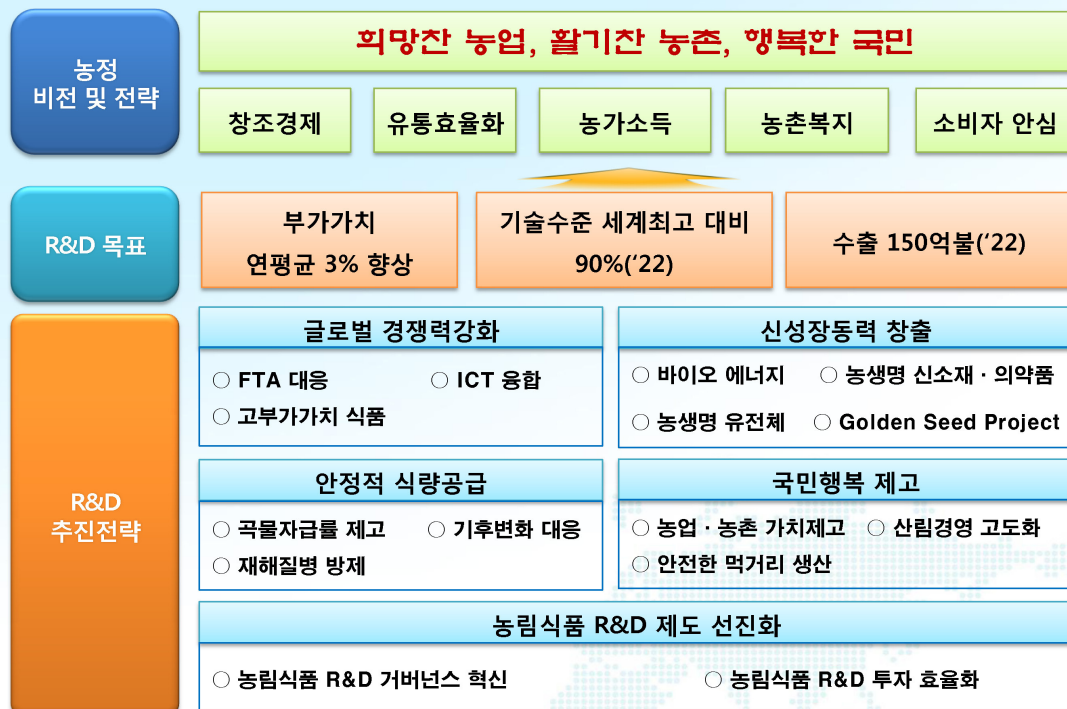 농정
비전 및 전략
희망찬 농업, 활기찬 농촌, 행복한 국민
창조경제
유통효율화
농가소득
농촌복지
소비자 안심
R&D 목표
부가가치
연평균 3% 향상
기술수준 세계최고 대비
90%(‘22)
수출 150억불(‘22)
R&D
추진전략
글로벌 경쟁력강화
○ FTA 대응 ○ ICT 융합
○ 고부가가치 식품
신성장동력 창출
○ 바이오 에너지 ○ 농생명 신소재 · 의약품
○ 농생명 유전체 ○ Golden Seed Project
안정적 식량공급
○ 곡물자급률 제고 ○ 기후변화 대응
○ 재해질병 방제
국민행복 제고
○ 농업 · 농촌 가치제고 ○ 산림경영 고도화
○ 안전한 먹거리 생산
농림식품 R&D 제도 선진화
○ 농림식품 R&D 거버넌스 혁신 ○ 농림식품 R&D 투자 효율화